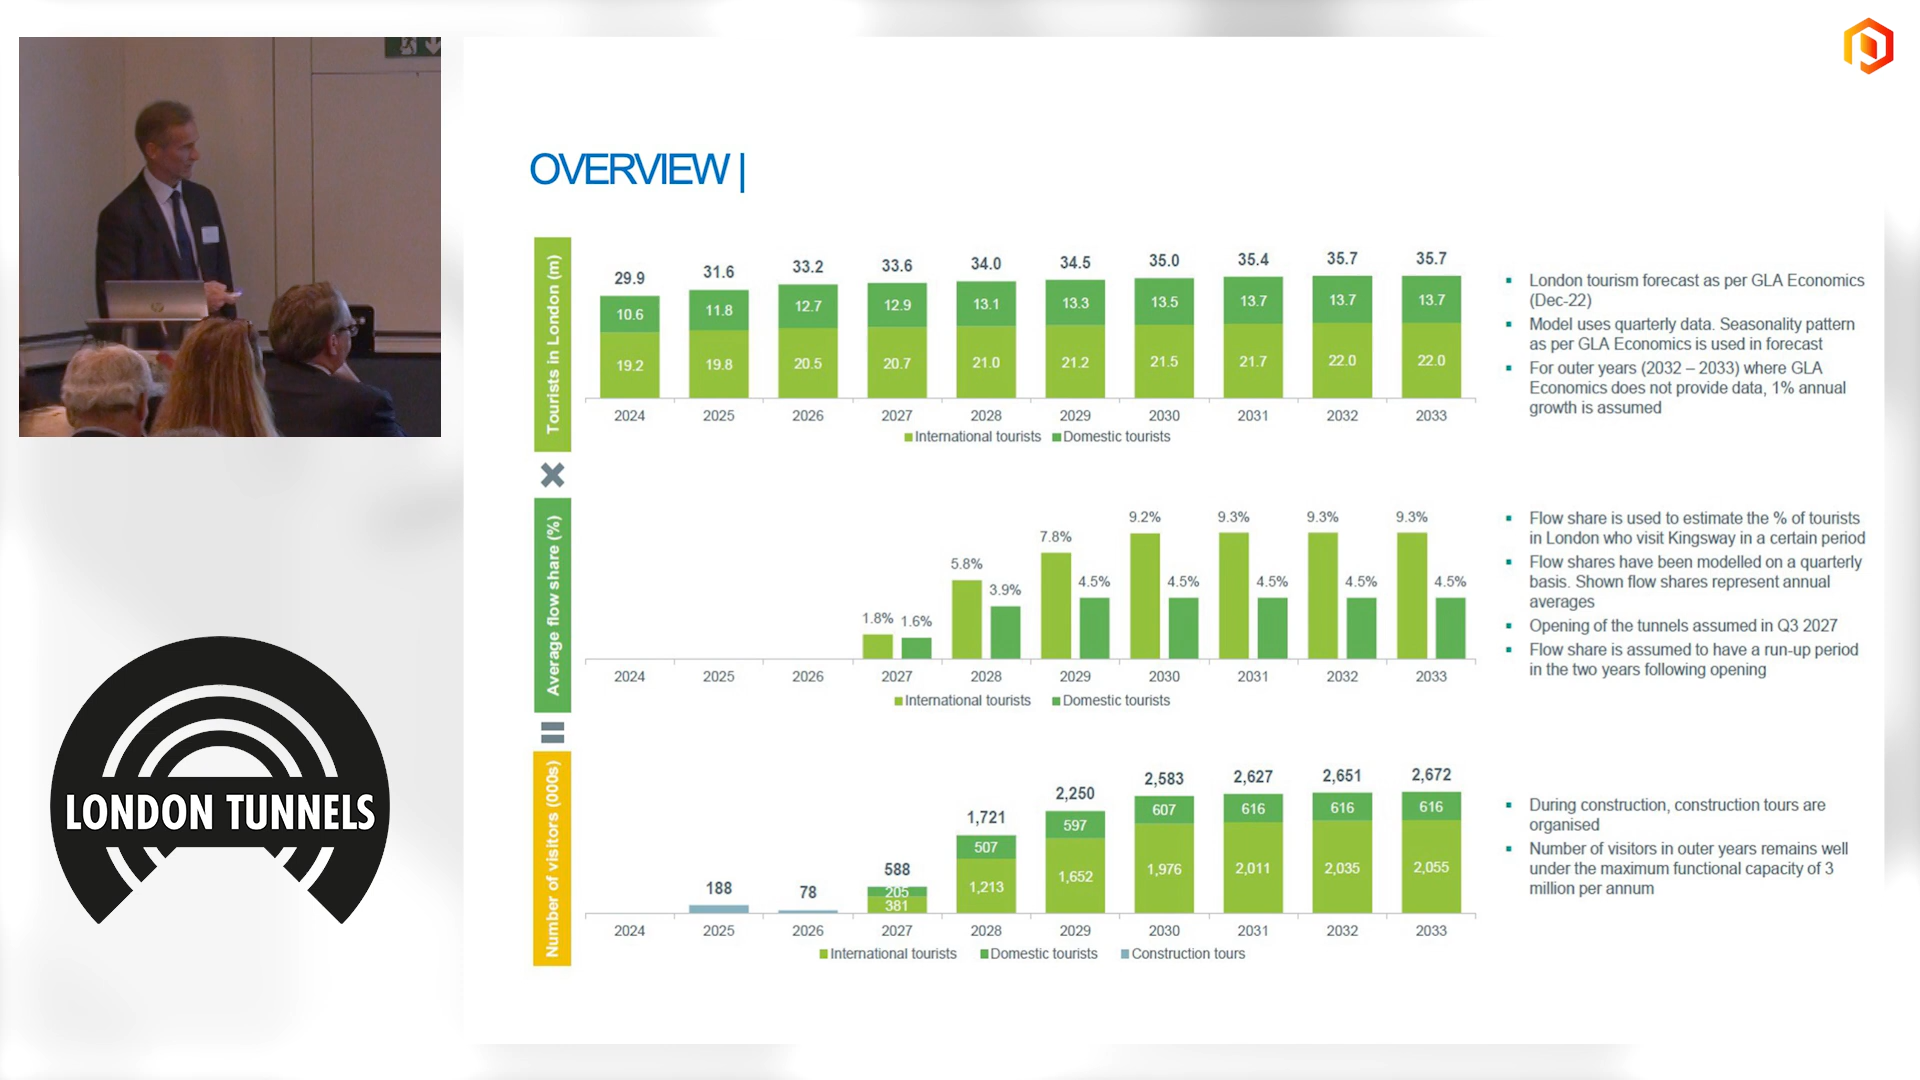 OVERVIEW |
Tourists in London (m)
29.9 31.6 33.2 33.6 34.0 34.5 35.0 35.4 35.7 35.7
10.6 11.8 12.7 12.9 13.1 13.3 13.5 13.7 13.7 13.7
19.2 19.8 20.5 20.7 21.0 21.2 21.5 21.7 22.0 22.0
2024 2025 2026 2027 2028 2029 2030 2031 2032 2033
International tourists Domestic tourists
London tourism forecast as per GLA Economics
(Dec-22)
Model uses quarterly data. Seasonality pattern
as per GLA Economics is used in forecast
For outer years (2032 – 2033) where GLA
Economics does not provide data, 1% annual
growth is assumed
Average flow share (%)
1.8% 1.6% 5.8% 3.9% 7.8% 4.5% 9.2% 4.5% 9.3% 4.5% 9.3% 4.5% 9.3% 4.5%
2024 2025 2026 2027 2028 2029 2030 2031 2032 2033
International tourists Domestic tourists
Flow share is used to estimate the % of tourists
in London who visit Kingsway in a certain period
Flow shares have been modelled on a quarterly
basis. Shown flow shares represent annual
averages
Opening of the tunnels assumed in Q3 2027
Flow share is assumed to have a run-up period
in the two years following opening
Number of visitors (000s)
188 78 588 1,721 2,250 2,583 2,627 2,651 2,672
205 507 597 607 616 616 616
381 1,213 1,652 1,976 2,011 2,035 2,055
2024 2025 2026 2027 2028 2029 2030 2031 2032 2033
International tourists Domestic tourists Construction tours
During construction, construction tours are
organised
Number of visitors in outer years remains well
under the maximum functional capacity of 3
million per annum
LONDON TUNNELS